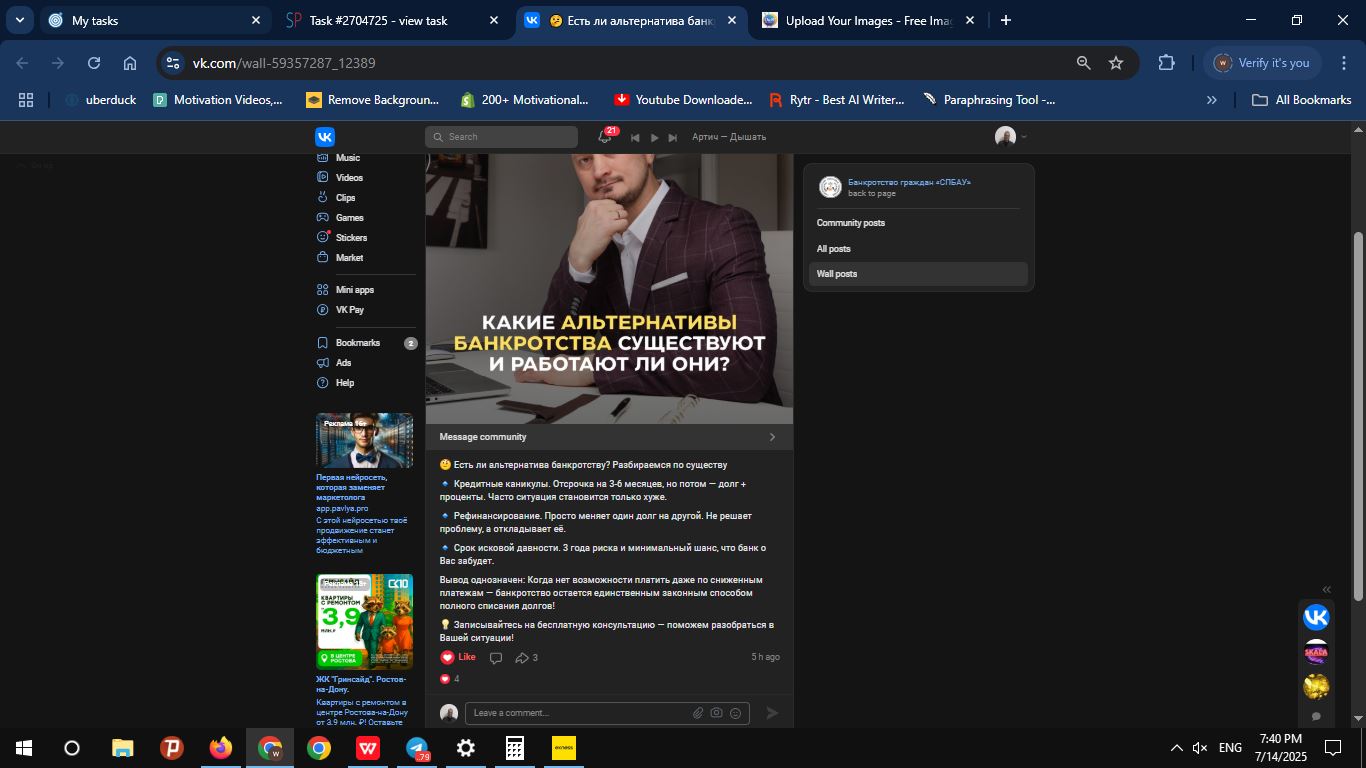 My tasks
Task #2704725 - view task
🤔 Есть ли альтернатива банк
Upload Your Images - Free Ima
vk.com/wall-59357287_12389
Verify it's you
uberduck
Motivation Videos,...
Remove Backgroun...
200+ Motivational...
Youtube Downloade...
Rytr - Best AI Writer...
Paraphrasing Tool -...
All Bookmarks
Search
21
Артич — Дышать
Music
Videos
Clips
Games
Stickers
Market
Mini apps
VK Pay
Bookmarks 2
Ads
Help
Реклама 16+
Первая нейросеть,
которая заменяет
маркетолога
app.pavlya.pro
С этой нейросетью твоё
продвижение станет
эффективным и
бюджетным
КВАРТИРЫ
С РЕМОНТОМ
3,9
МЛН. ₽
В ЦЕНТРЕ
РОСТОВА
ЖК "Гринсайд". Ростов-
на-Дону.
Квартиры с ремонтом в
центре Ростова-на-Дону
от 3.9 млн. ₽! Оставьте
КАКИЕ АЛЬТЕРНАТИВЫ
БАНКРОТСТВА СУЩЕСТВУЮТ
И РАБОТАЮТ ЛИ ОНИ?
Message community
🤔 Есть ли альтернатива банкротству? Разбираемся по существу
🔹 Кредитные каникулы. Отсрочка на 3-6 месяцев, но потом — долг +
проценты. Часто ситуация становится только хуже.
🔹 Рефинансирование. Просто меняет один долг на другой. Не решает
проблему, а откладывает её.
🔹 Срок исковой давности. 3 года риска и минимальный шанс, что банк о
Вас забудет.
Вывод однозначен: Когда нет возможности платить даже по сниженным
платежам — банкротство остается единственным законным способом
полного списания долгов!
💡 Записывайтесь на бесплатную консультацию — поможем разобраться в
Вашей ситуации!
Like
3
5 h ago
4
Leave a comment...
Банкротство граждан «СПБАУ»
back to page
Community posts
All posts
Wall posts
SKALA
79
exness
ENG
7:40 PM
7/14/2025